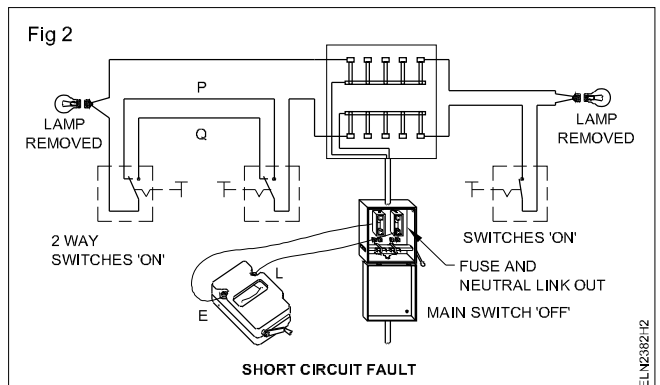 Fig 2
P
Q
LAMP
REMOVED
LAMP
REMOVED
2 WAY
SWITCHES 'ON'
SWITCHES 'ON'
L
E
FUSE AND
NEUTRAL LINK OUT
MAIN SWITCH 'OFF'
SHORT CIRCUIT FAULT
ELN2382H2